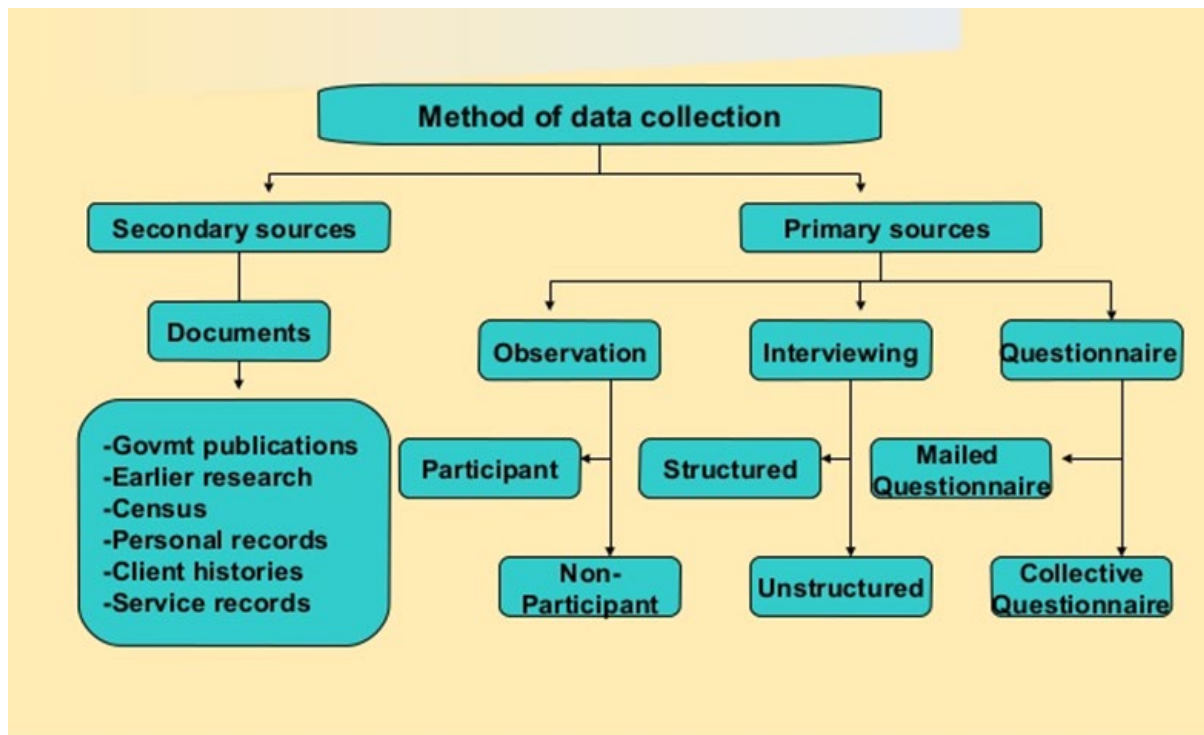 Method of data collection
Secondary sources
Primary sources
Documents
Observation
Interviewing
Questionnaire
-Govmt publications
-Earlier research
-Census
-Personal records
-Client histories
-Service records
Participant
Structured
Mailed
Questionnaire
Non-
Participant
Unstructured
Collective
Questionnaire